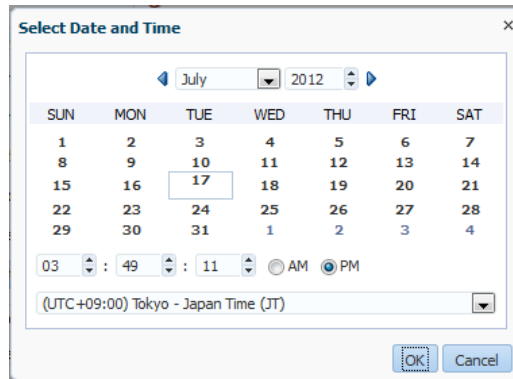 Select Date and Time
July 2012
SUN MON TUE WED THU FRI SAT
1 2 3 4 5 6 7
8 9 10 11 12 13 14
15 16 17 18 19 20 21
22 23 24 25 26 27 28
29 30 31 1 2 3 4
03 : 49 : 11 AM PM
(UTC+09:00) Tokyo - Japan Time (JT)
OK Cancel